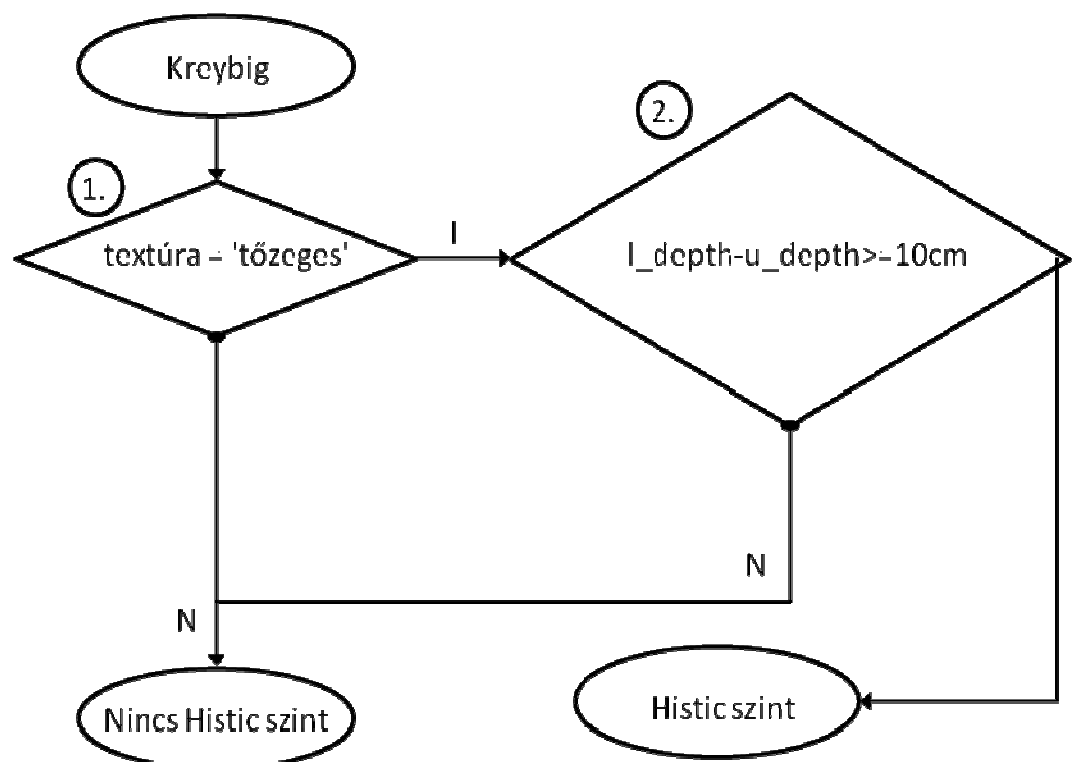 Kreybig
1.
textúra = 'tőzeges'
I
2.
l_depth-u_depth>=10cm
N
N
Nincs Histic szint
Histic szint